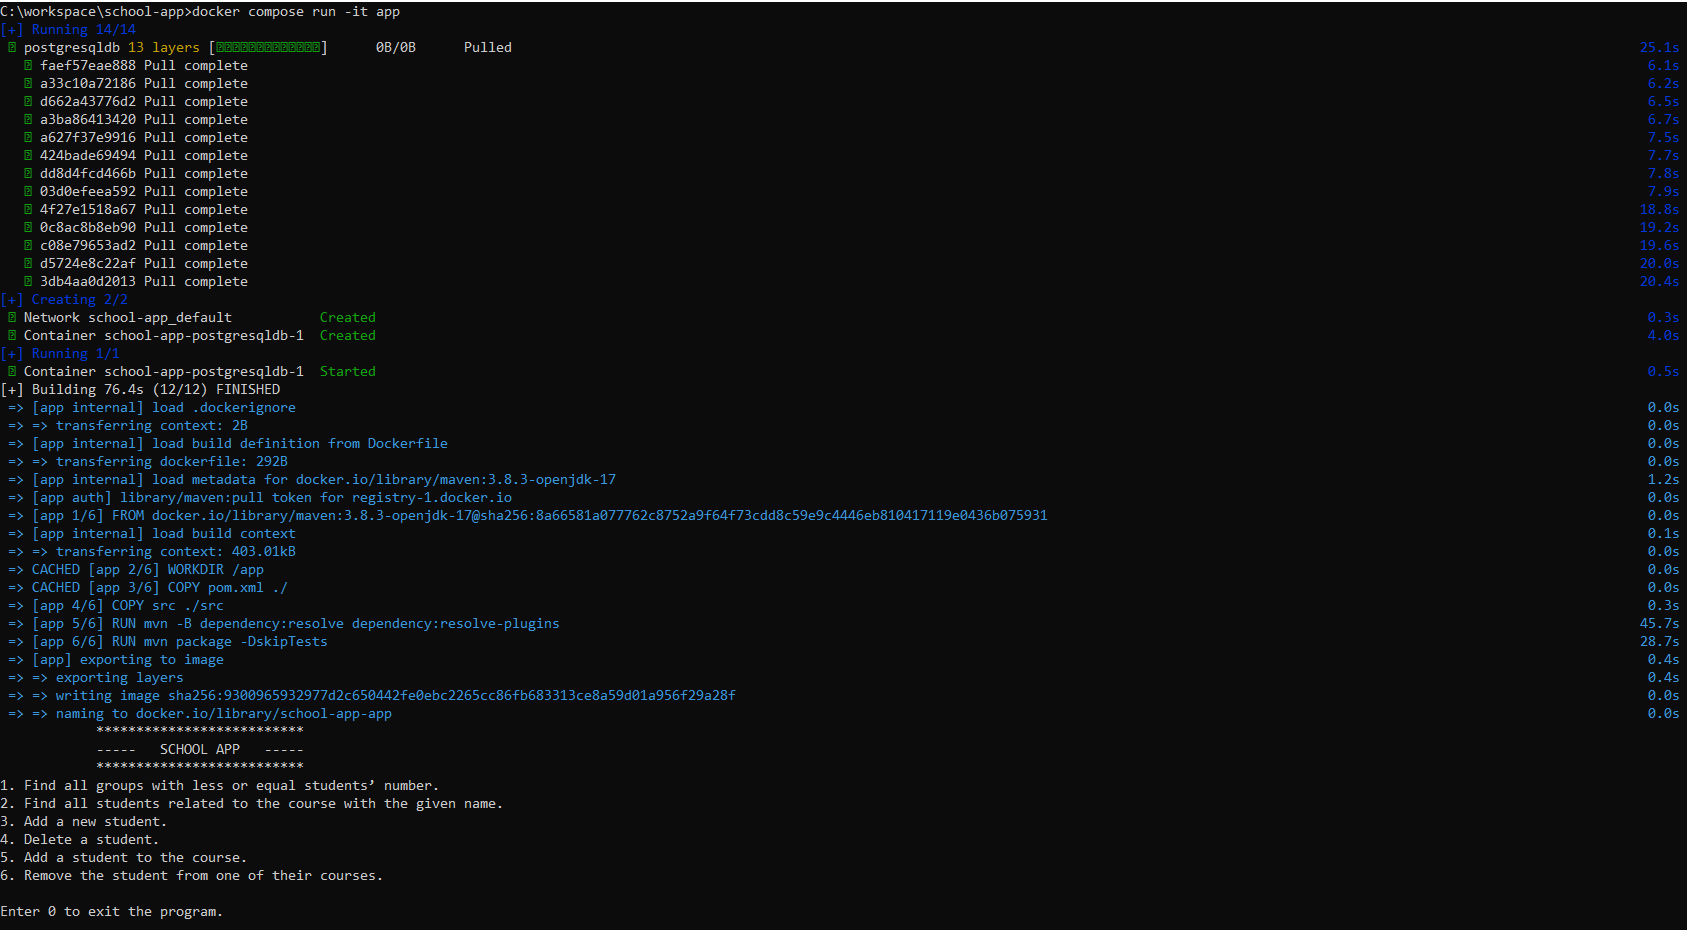 C:\workspace\school-app>docker compose run -it app
[+] Running 14/14
postgresqldb 13 layers [] 0B/0B Pulled 25.1s
faef57eae888 Pull complete 6.1s
a33c10a72186 Pull complete 6.2s
d662a43776d2 Pull complete 6.5s
a3ba86413420 Pull complete 6.7s
a627f37e9916 Pull complete 7.5s
424bade69494 Pull complete 7.7s
dd8d4fcd466b Pull complete 7.8s
03d0efeea592 Pull complete 7.9s
4f27e1518a67 Pull complete 18.8s
0c8ac8b8eb90 Pull complete 19.2s
c08e79653ad2 Pull complete 19.6s
d5724e8c22af Pull complete 20.0s
3db4aa0d2013 Pull complete 20.4s
[+] Creating 2/2
Network school-app_default Created 0.3s
Container school-app-postgresqldb-1 Created 4.0s
[+] Running 1/1
Container school-app-postgresqldb-1 Started 0.5s
[+] Building 76.4s (12/12) FINISHED
=> [app internal] load .dockerignore 0.0s
=> => transferring context: 2B 0.0s
=> [app internal] load build definition from Dockerfile 0.0s
=> => transferring dockerfile: 292B 0.0s
=> [app internal] load metadata for docker.io/library/maven:3.8.3-openjdk-17 1.2s
=> [app auth] library/maven:pull token for registry-1.docker.io 0.0s
=> [app 1/6] FROM docker.io/library/maven:3.8.3-openjdk-17@sha256:8a66581a077762c8752a9f64f73cdd8c59e9c4446eb810417119e0436b075931 0.0s
=> [app internal] load build context 0.1s
=> => transferring context: 403.01kB 0.0s
=> CACHED [app 2/6] WORKDIR /app 0.0s
=> CACHED [app 3/6] COPY pom.xml ./ 0.0s
=> [app 4/6] COPY src ./src 0.3s
=> [app 5/6] RUN mvn -B dependency:resolve dependency:resolve-plugins 45.7s
=> [app 6/6] RUN mvn package -DskipTests 28.7s
=> [app] exporting to image 0.4s
=> => exporting layers 0.4s
=> => writing image sha256:9300965932977d2c650442fe0ebc2265cc86fb683313ce8a59d01a956f29a28f 0.0s
=> => naming to docker.io/library/school-app-app 0.0s
**************************
----- SCHOOL APP -----
**************************
1. Find all groups with less or equal students’ number.
2. Find all students related to the course with the given name.
3. Add a new student.
4. Delete a student.
5. Add a student to the course.
6. Remove the student from one of their courses.
Enter 0 to exit the program.